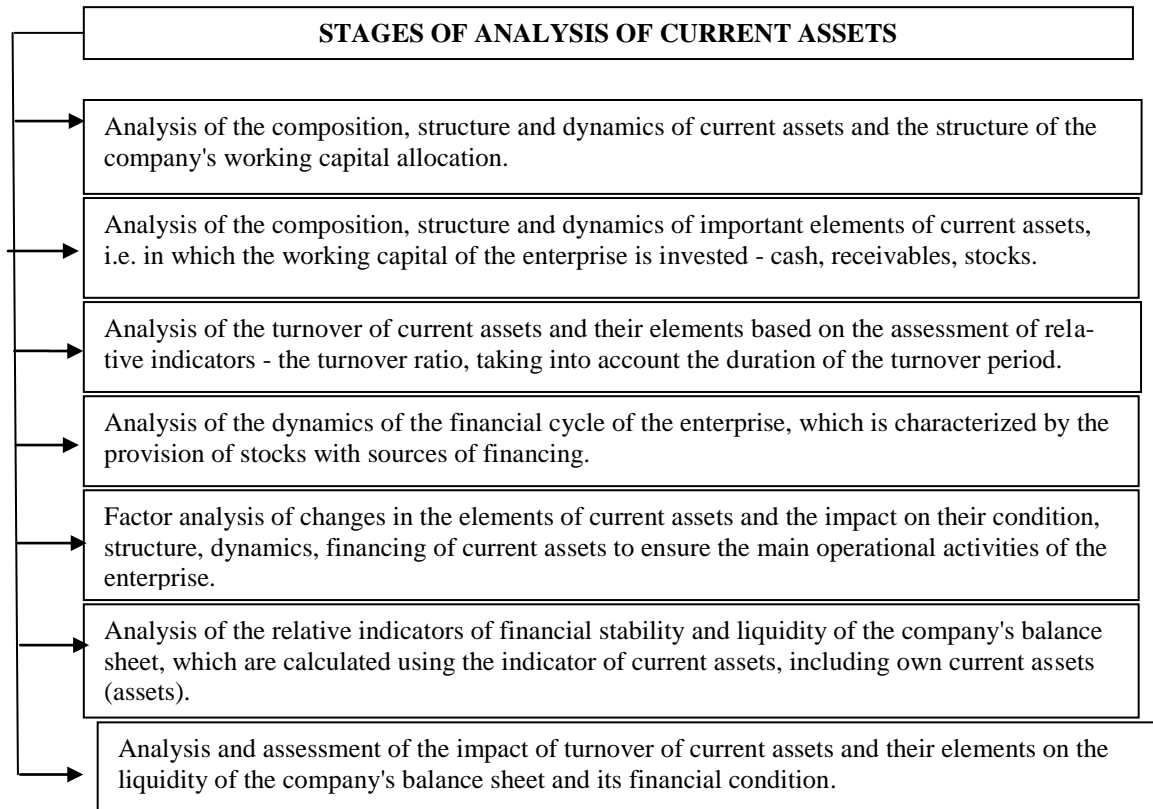 STAGES OF ANALYSIS OF CURRENT ASSETS
Analysis of the composition, structure and dynamics of current assets and the structure of the
company's working capital allocation.
Analysis of the composition, structure and dynamics of important elements of current assets,
i.e. in which the working capital of the enterprise is invested - cash, receivables, stocks.
Analysis of the turnover of current assets and their elements based on the assessment of rela-
tive indicators - the turnover ratio, taking into account the duration of the turnover period.
Analysis of the dynamics of the financial cycle of the enterprise, which is characterized by the
provision of stocks with sources of financing.
Factor analysis of changes in the elements of current assets and the impact on their condition,
structure, dynamics, financing of current assets to ensure the main operational activities of the
enterprise.
Analysis of the relative indicators of financial stability and liquidity of the company's balance
sheet, which are calculated using the indicator of current assets, including own current assets
(assets).
Analysis and assessment of the impact of turnover of current assets and their elements on the
liquidity of the company's balance sheet and its financial condition.